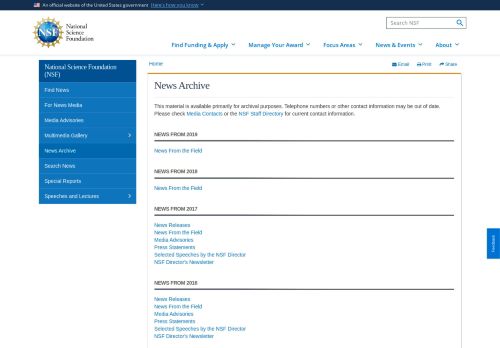 An official website of the United States government Here's how you know
National
Science
Foundation
NSF
Search NSF
Find Funding & Apply
Manage Your Award
Focus Areas
News & Events
About
National Science Foundation
(NSF)
Find News
For News Media
Media Advisories
Multimedia Gallery
News Archive
Search News
Special Reports
Speeches and Lectures
Home
Email
Print
Share
News Archive
This material is available primarily for archival purposes. Telephone numbers or other contact information may be out of date.
Please check Media Contacts or the NSF Staff Directory for current contact information.
NEWS FROM 2019
News From the Field
NEWS FROM 2018
News From the Field
NEWS FROM 2017
News Releases
News From the Field
Media Advisories
Press Statements
Selected Speeches by the NSF Director
NSF Director's Newsletter
NEWS FROM 2016
News Releases
News From the Field
Media Advisories
Press Statements
Selected Speeches by the NSF Director
NSF Director's Newsletter
Feedback